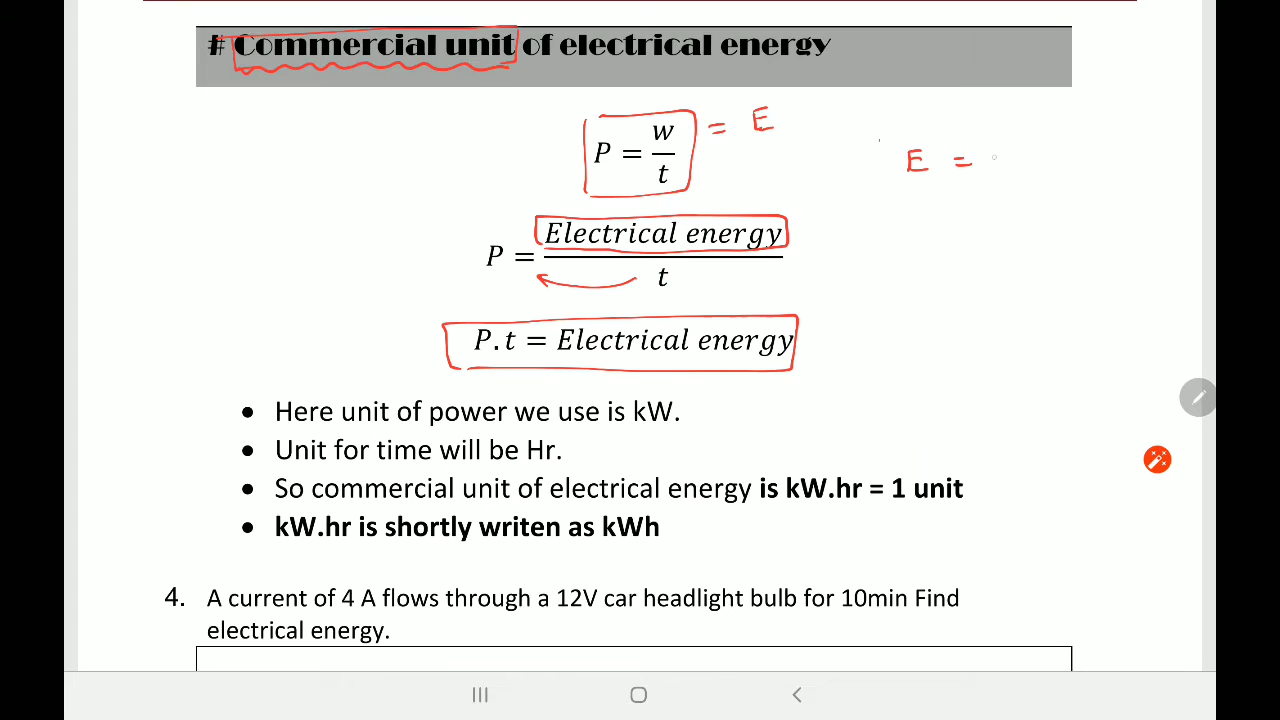 # Commercial unit of electrical energy
P = w/t = E
E =
P = Electrical energy/t
P.t = Electrical energy
• Here unit of power we use is kW.
• Unit for time will be Hr.
• So commercial unit of electrical energy is kW.hr = 1 unit
• kW.hr is shortly writen as kWh
4. A current of 4 A flows through a 12V car headlight bulb for 10min Find
electrical energy.